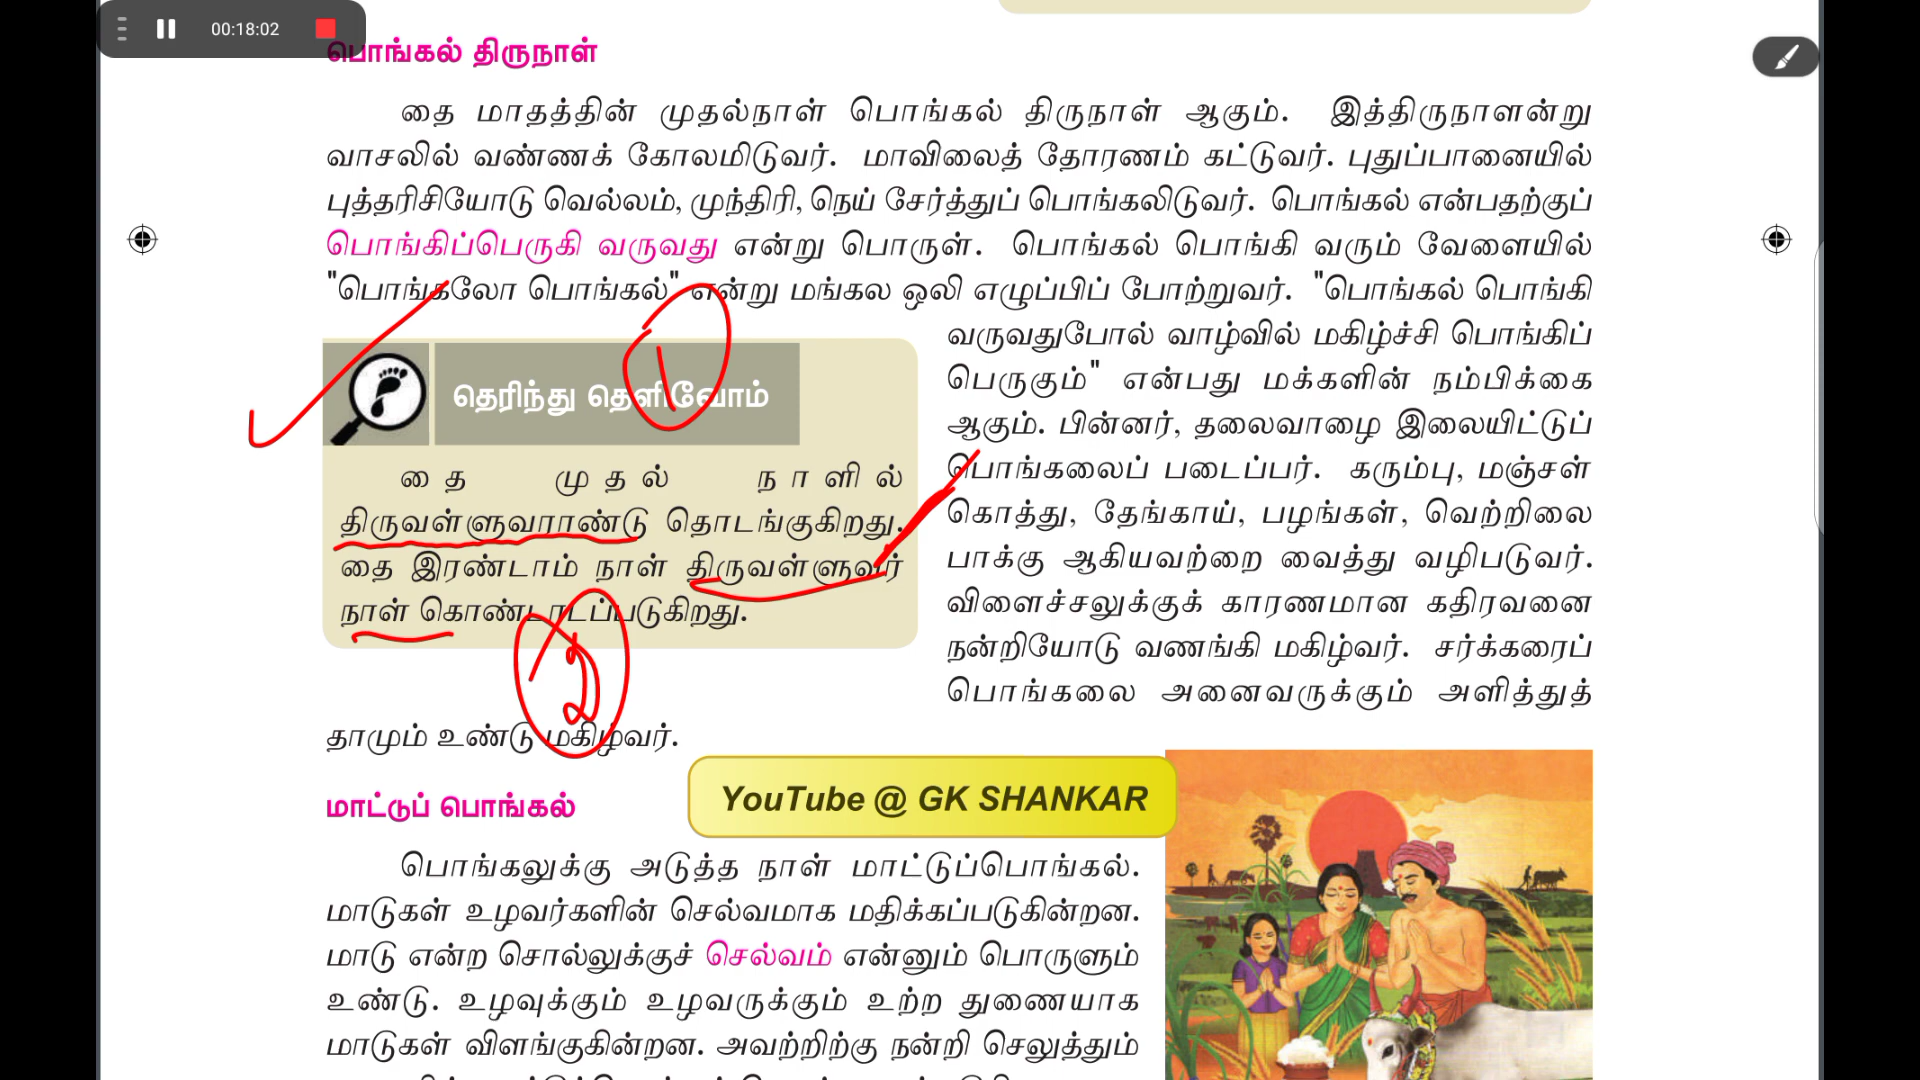 00:18:02
பொங்கல் திருநாள்
தை மாதத்தின் முதல்நாள் பொங்கல் திருநாள் ஆகும். இத்திருநாளன்று
வாசலில் வண்ணக் கோலமிடுவர். மாவிலைத் தோரணம் கட்டுவர். புதுப்பானையில்
புத்தரிசியோடு வெல்லம், முந்திரி, நெய் சேர்த்துப் பொங்கலிடுவர். பொங்கல் என்பதற்குப்
பொங்கிப்பெருகி வருவது என்று பொருள். பொங்கல் பொங்கி வரும் வேளையில்
"பொங்கலோ பொங்கல்" என்று மங்கல ஒலி எழுப்பிப் போற்றுவர். "பொங்கல் பொங்கி
வருவதுபோல் வாழ்வில் மகிழ்ச்சி பொங்கிப்
பெருகும்" என்பது மக்களின் நம்பிக்கை
ஆகும். பின்னர், தலைவாழை இலையிட்டுப்
பொங்கலைப் படைப்பர். கரும்பு, மஞ்சள்
கொத்து, தேங்காய், பழங்கள், வெற்றிலை
பாக்கு ஆகியவற்றை வைத்து வழிபடுவர்.
விளைச்சலுக்குக் காரணமான கதிரவனை
நன்றியோடு வணங்கி மகிழ்வர். சர்க்கரைப்
பொங்கலை அனைவருக்கும் அளித்துத்
தாமும் உண்டு மகிழ்வர்.
தெரிந்து தெளிவோம்
1
தை முதல் நாளில்
திருவள்ளுவராண்டு தொடங்குகிறது.
தை இரண்டாம் நாள் திருவள்ளுவர்
நாள் கொண்டாடப்படுகிறது.
2
மாட்டுப் பொங்கல்
YouTube @ GK SHANKAR
பொங்கலுக்கு அடுத்த நாள் மாட்டுப்பொங்கல்.
மாடுகள் உழவர்களின் செல்வமாக மதிக்கப்படுகின்றன.
மாடு என்ற சொல்லுக்குச் செல்வம் என்னும் பொருளும்
உண்டு. உழவுக்கும் உழவருக்கும் உற்ற துணையாக
மாடுகள் விளங்குகின்றன. அவற்றிற்கு நன்றி செலுத்தும்